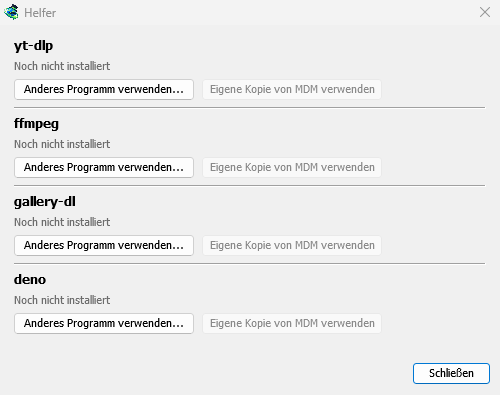 Helfer
yt-dlp
Noch nicht installiert
Anderes Programm verwenden... Eigene Kopie von MDM verwenden
ffmpeg
Noch nicht installiert
Anderes Programm verwenden... Eigene Kopie von MDM verwenden
gallery-dl
Noch nicht installiert
Anderes Programm verwenden... Eigene Kopie von MDM verwenden
deno
Noch nicht installiert
Anderes Programm verwenden... Eigene Kopie von MDM verwenden
Schließen